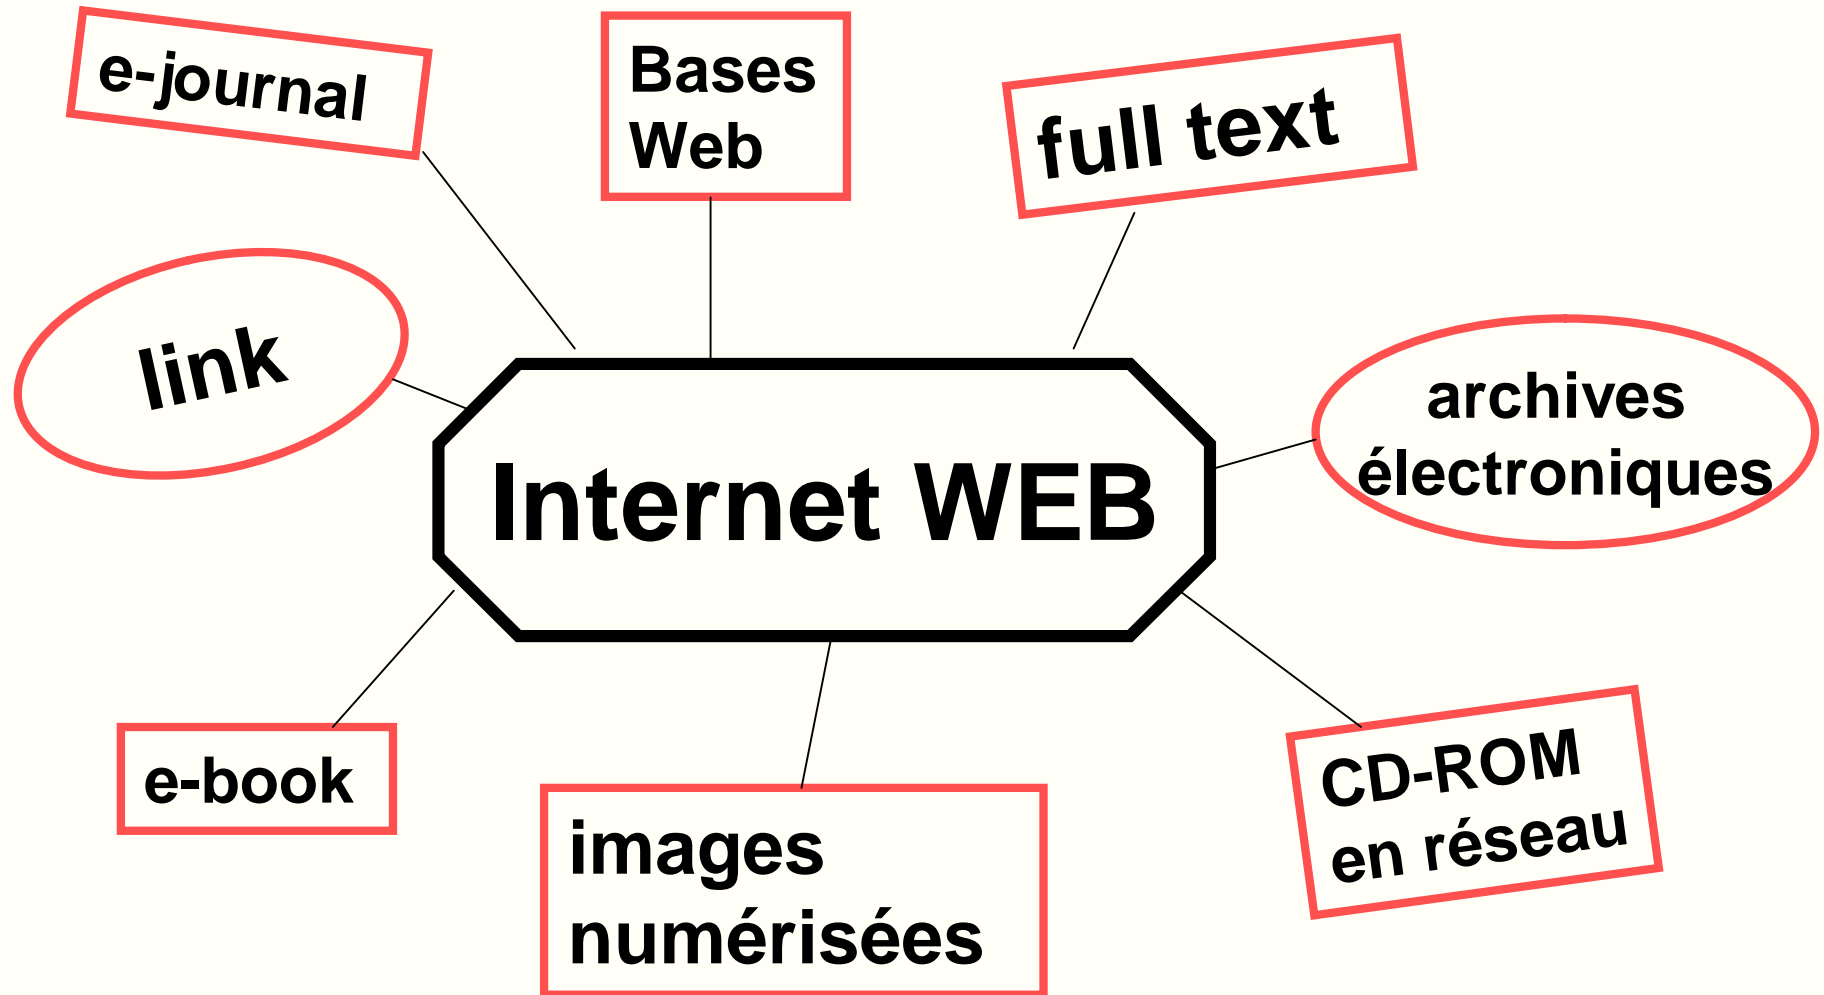 e-journal
Bases
Web
full text
link
archives
électroniques
Internet WEB
e-book
images
numérisées
CD-ROM
en réseau